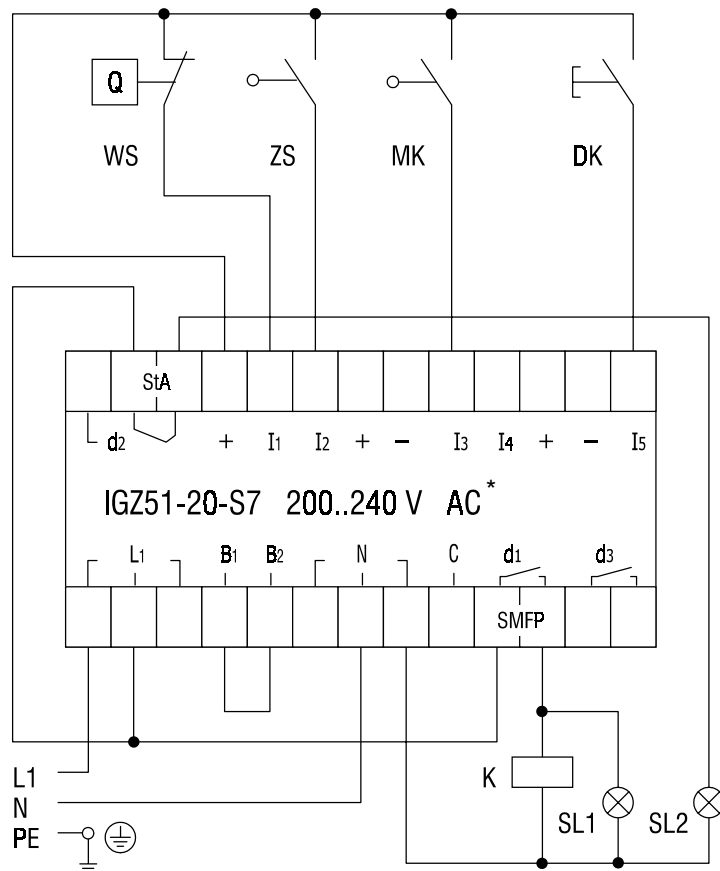 Q
WS ZS MK DK
StA
d2 + I1 I2 + – I3 I4 + – I5
IGZ51-20-S7 200..240 V AC*
L1 B1 B2 N C d1 d3
SMFP
L1
N
PE
K
SL1 SL2